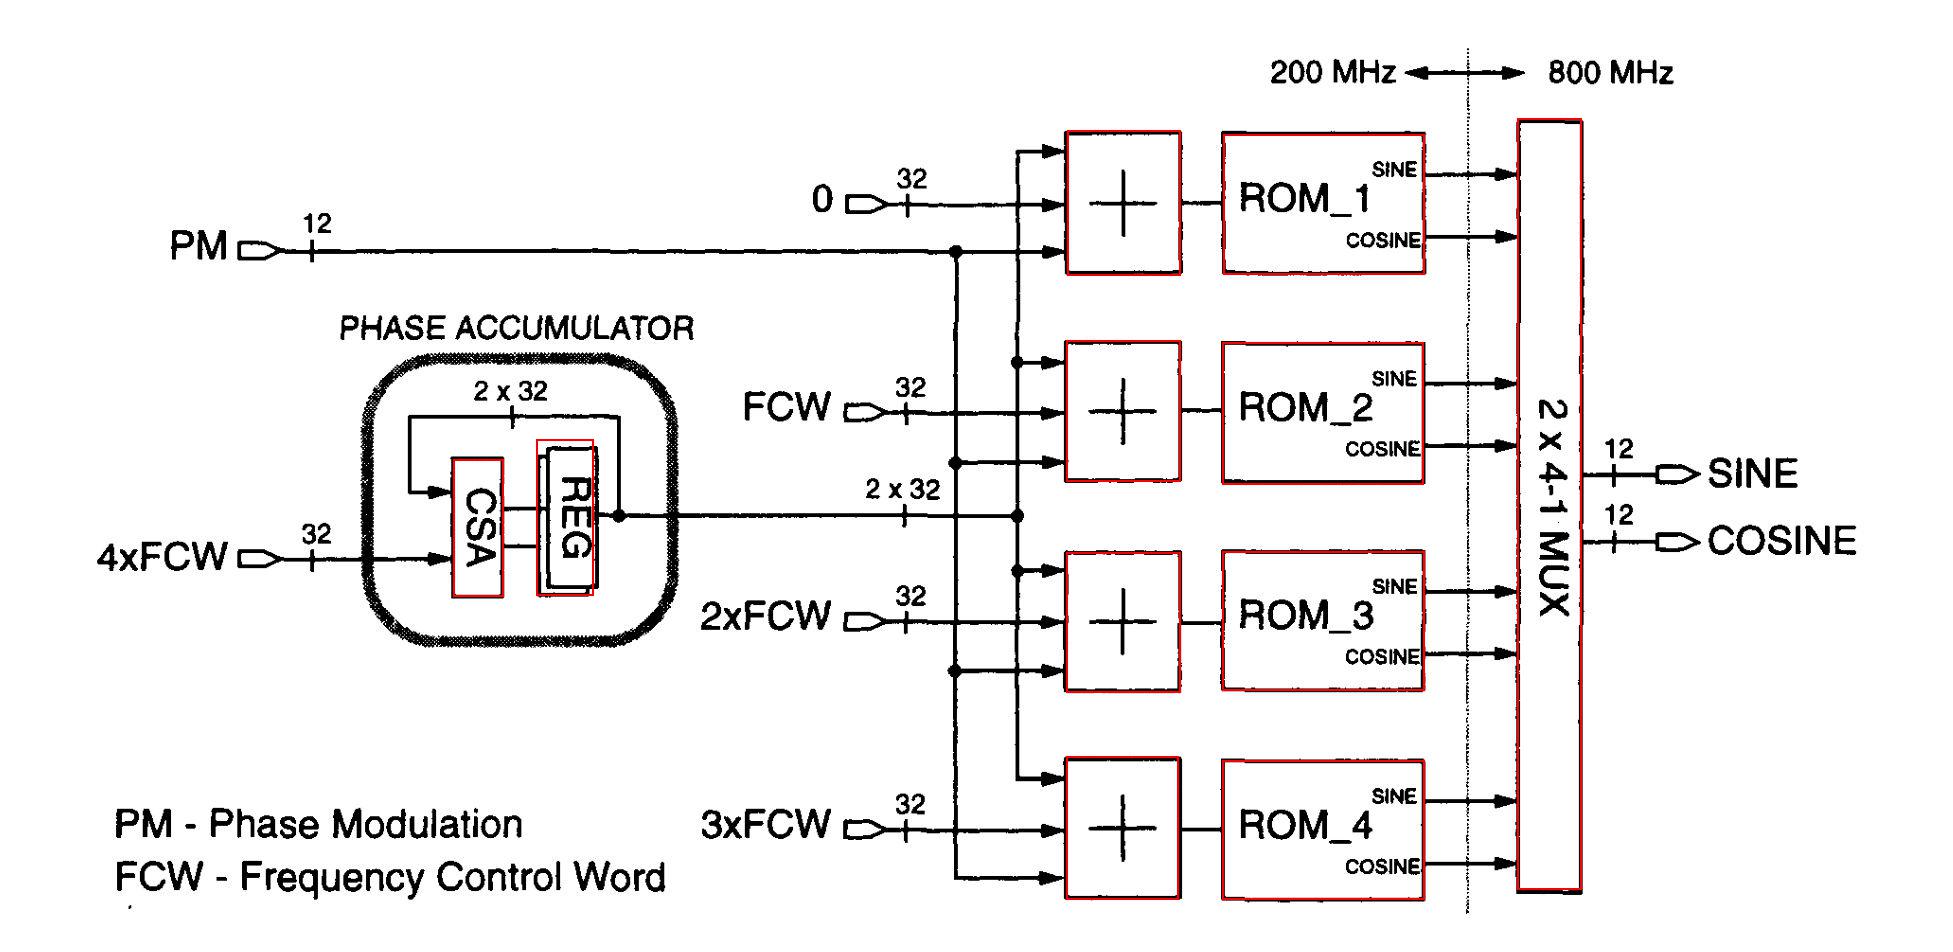 200 MHz
800 MHz
0
32
PM
12
ROM_1
SINE
COSINE
PHASE ACCUMULATOR
2 x 32
CSA
REG
4xFCW
32
2 x 32
FCW
32
ROM_2
SINE
COSINE
2xFCW
32
ROM_3
SINE
COSINE
3xFCW
32
ROM_4
SINE
COSINE
2 x 4-1 MUX
12
SINE
12
COSINE
PM - Phase Modulation
FCW - Frequency Control Word